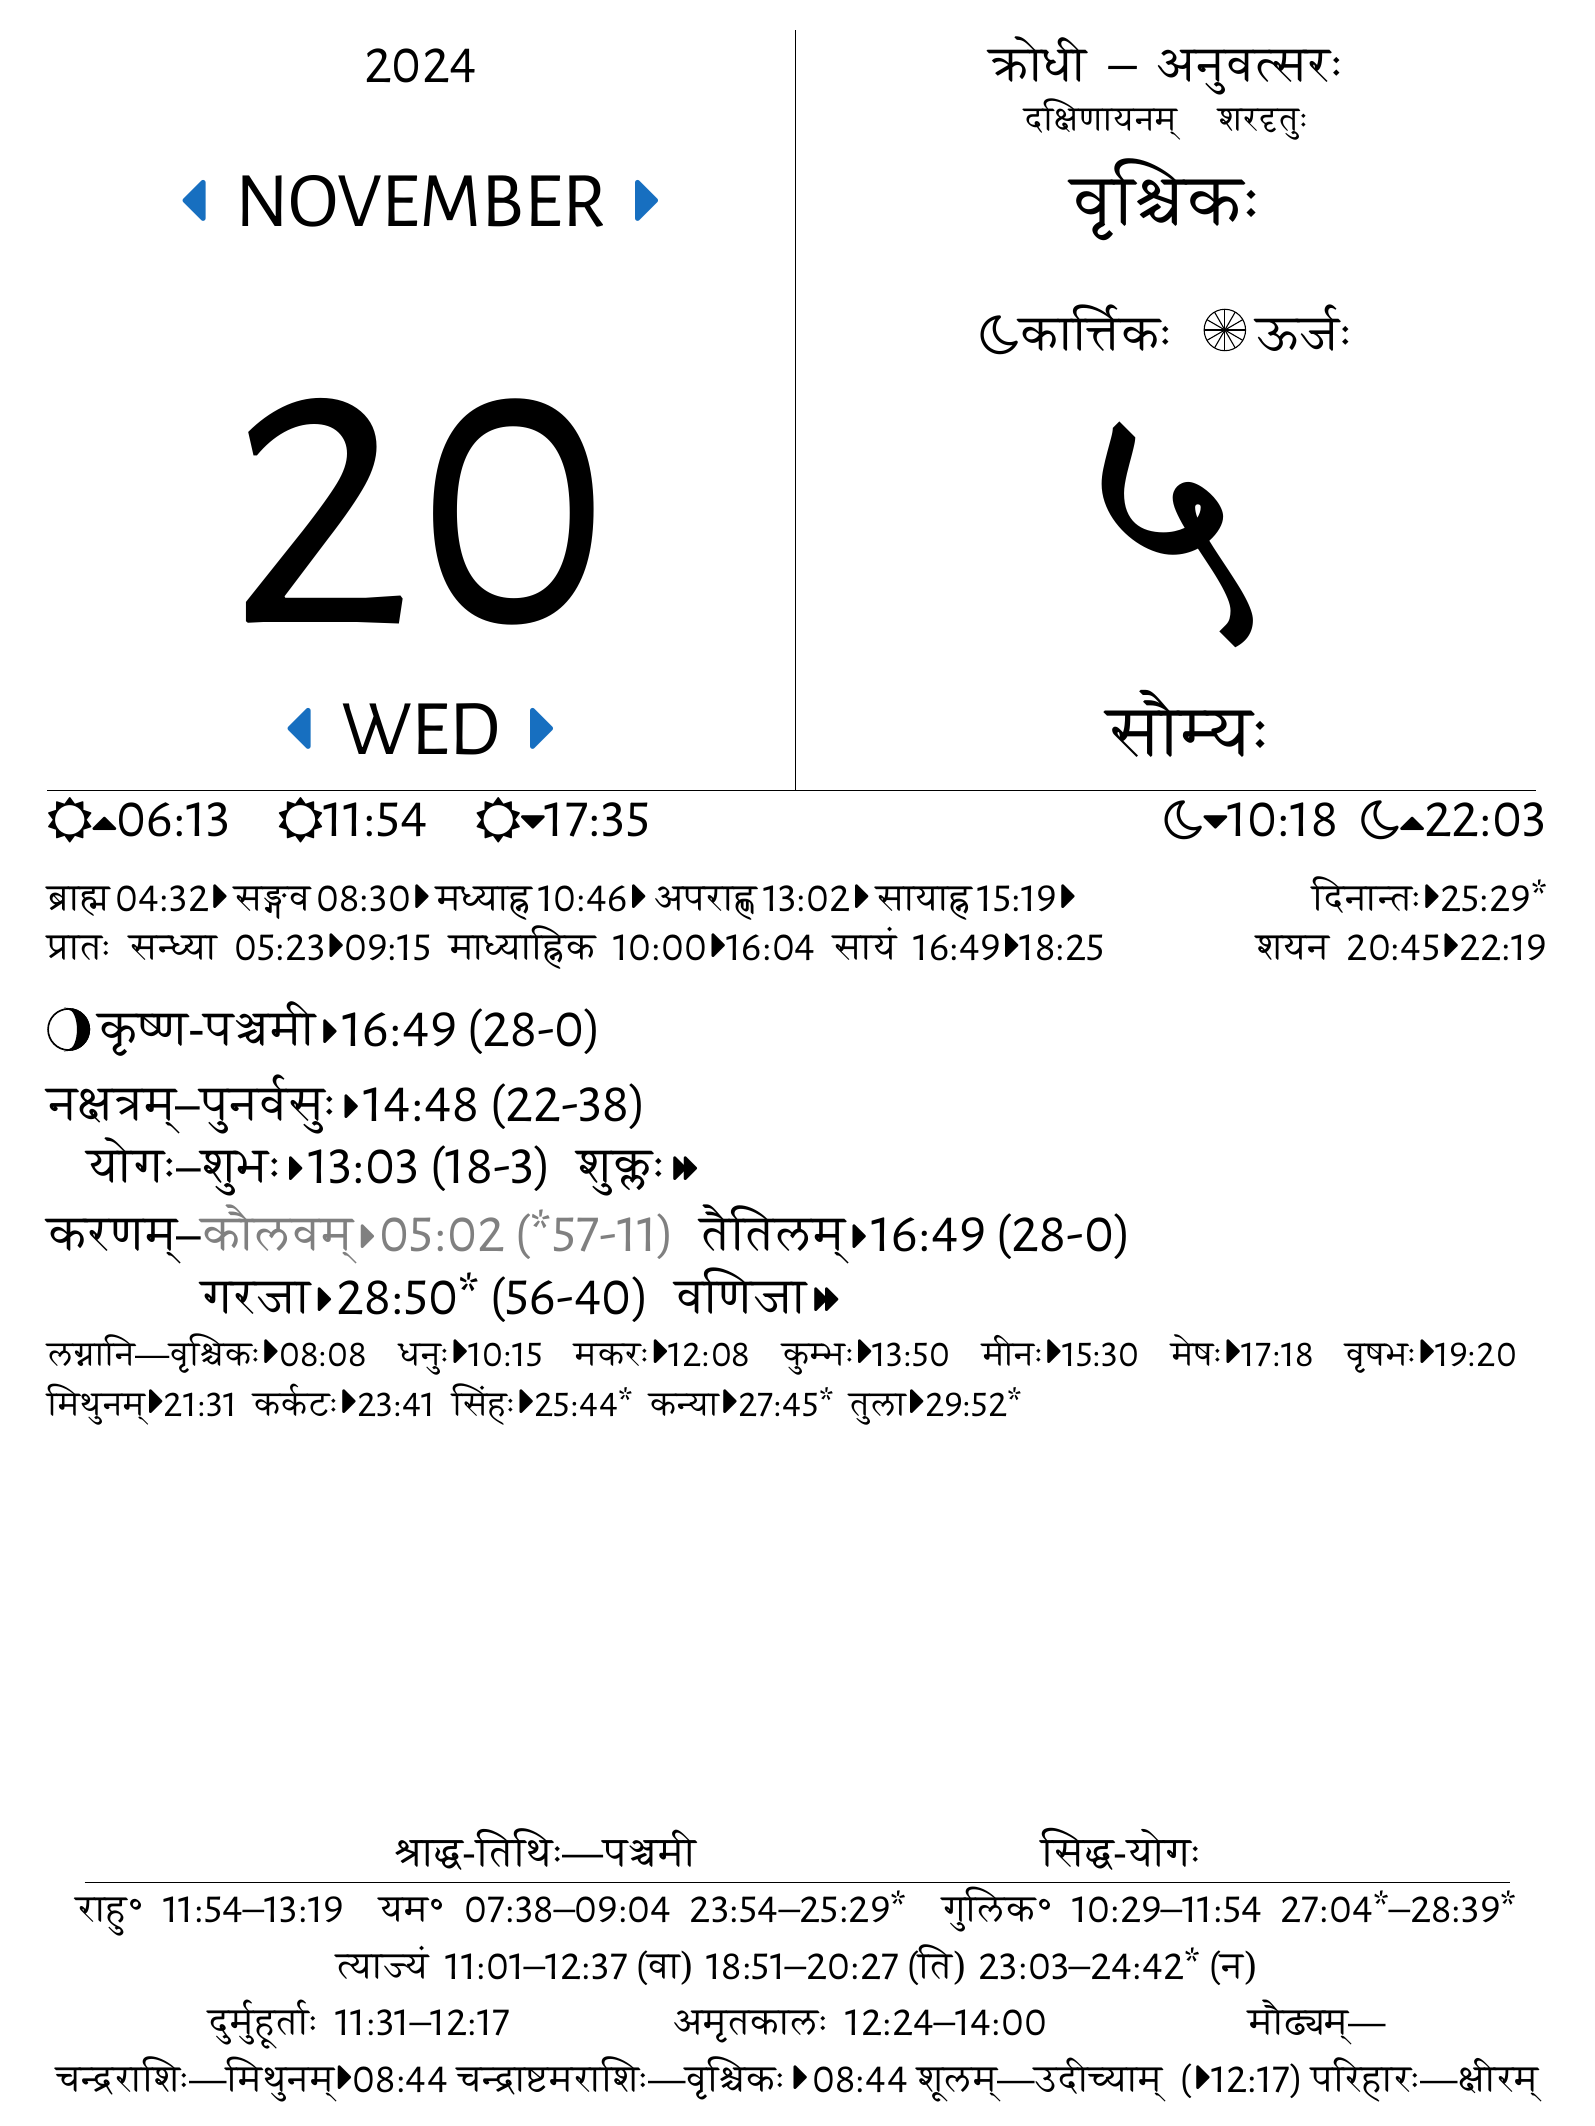 2024
NOVEMBER
20
WED
क्रोधी – अनुवत्सरः
दक्षिणायनम् शरदृतुः
वृश्चिकः
कार्त्तिकः ऊर्जः
५
सौम्यः
06:13 11:54 17:35 10:18 22:03
ब्राह्म 04:32 सङ्गव 08:30 मध्याह्न 10:46 अपराह्ण 13:02 सायाह्न 15:19 दिनान्तः 25:29*
प्रातः सन्ध्या 05:23 09:15 माध्याह्निक 10:00 16:04 सायं 16:49 18:25 शयन 20:45 22:19
कृष्ण-पञ्चमी 16:49 (28-0)
नक्षत्रम्–पुनर्वसुः 14:48 (22-38)
योगः–शुभः 13:03 (18-3) शुक्लः
करणम्–कौलवम् 05:02 (*57-11) तैतिलम् 16:49 (28-0)
गरजा 28:50* (56-40) वणिजा
लग्नानि—वृश्चिकः 08:08 धनुः 10:15 मकरः 12:08 कुम्भः 13:50 मीनः 15:30 मेषः 17:18 वृषभः 19:20
मिथुनम् 21:31 कर्कटः 23:41 सिंहः 25:44* कन्या 27:45* तुला 29:52*
श्राद्ध-तिथिः—पञ्चमी सिद्ध-योगः
राहु° 11:54–13:19 यम° 07:38–09:04 23:54–25:29* गुलिक° 10:29–11:54 27:04*–28:39*
त्याज्यं 11:01–12:37 (वा) 18:51–20:27 (ति) 23:03–24:42* (न)
दुर्मुहूर्ताः 11:31–12:17 अमृतकालः 12:24–14:00 मौढ्यम्—
चन्द्रराशिः—मिथुनम् 08:44 चन्द्राष्टमराशिः—वृश्चिकः 08:44 शूलम्—उदीच्याम् (12:17) परिहारः—क्षीरम्